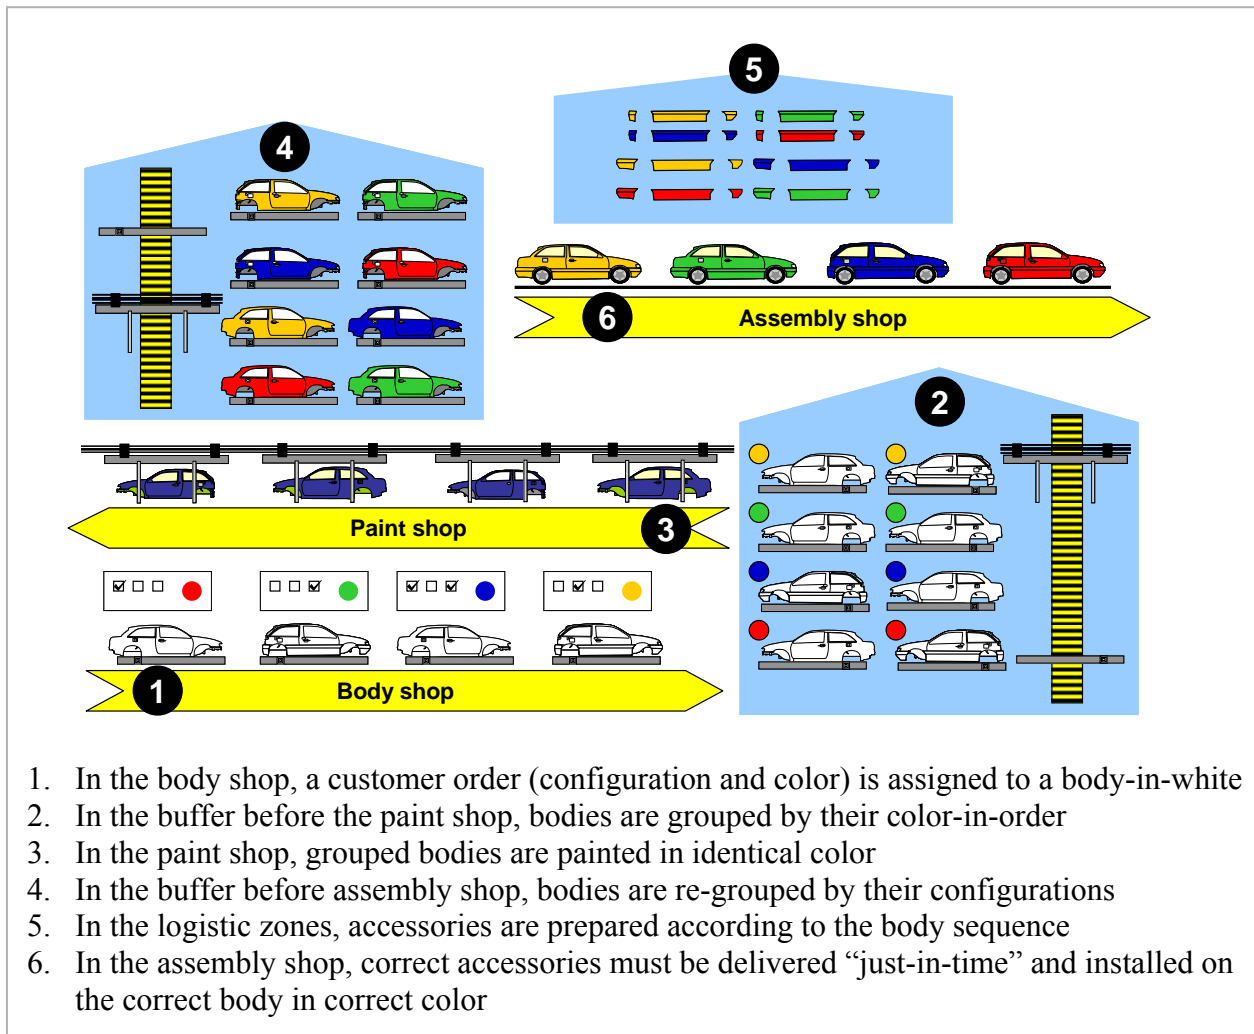 5
4
6
Assembly shop
2
Paint shop
3
1
Body shop
1. In the body shop, a customer order (configuration and color) is assigned to a body-in-white
2. In the buffer before the paint shop, bodies are grouped by their color-in-order
3. In the paint shop, grouped bodies are painted in identical color
4. In the buffer before assembly shop, bodies are re-grouped by their configurations
5. In the logistic zones, accessories are prepared according to the body sequence
6. In the assembly shop, correct accessories must be delivered “just-in-time” and installed on
the correct body in correct color